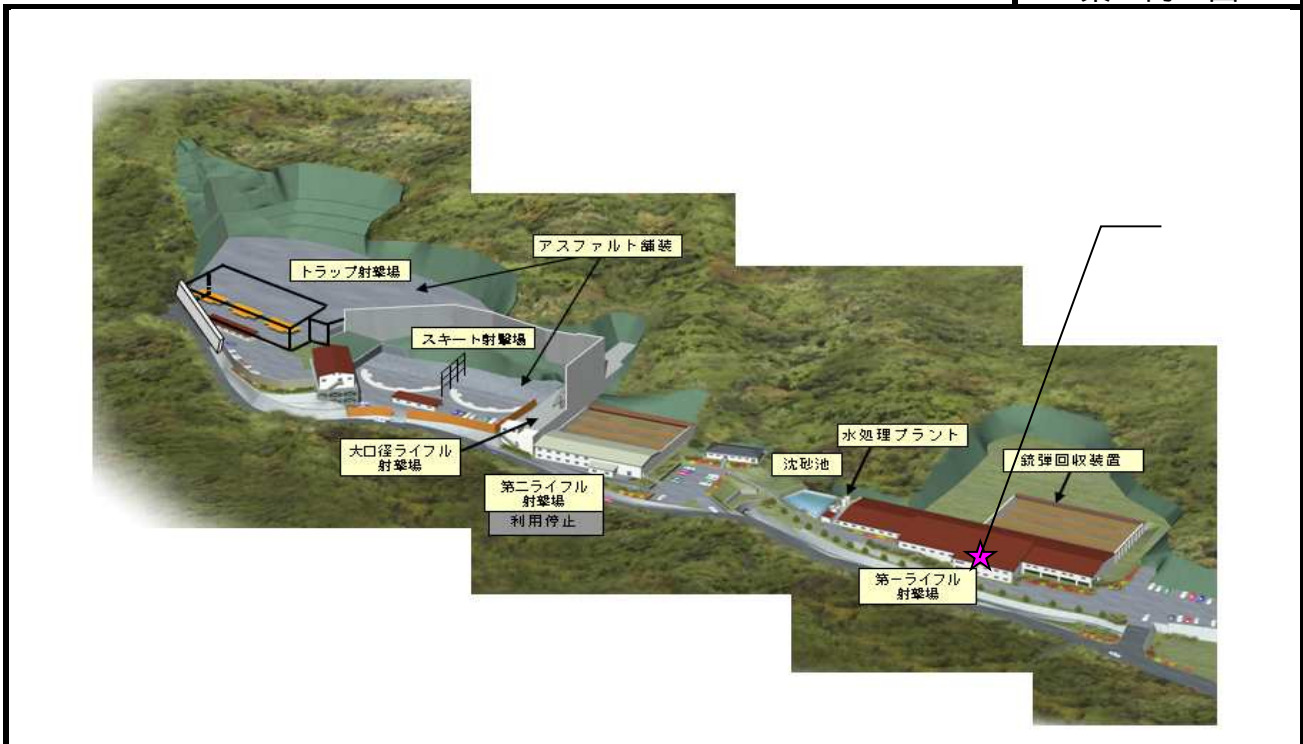 アスファルト舗装
トラップ射撃場
スキート射撃場
大口径ライフル
射撃場
第二ライフル
射撃場
利用停止
沈砂池
水処理プラント
銃弾回収装置
第一ライフル
射撃場